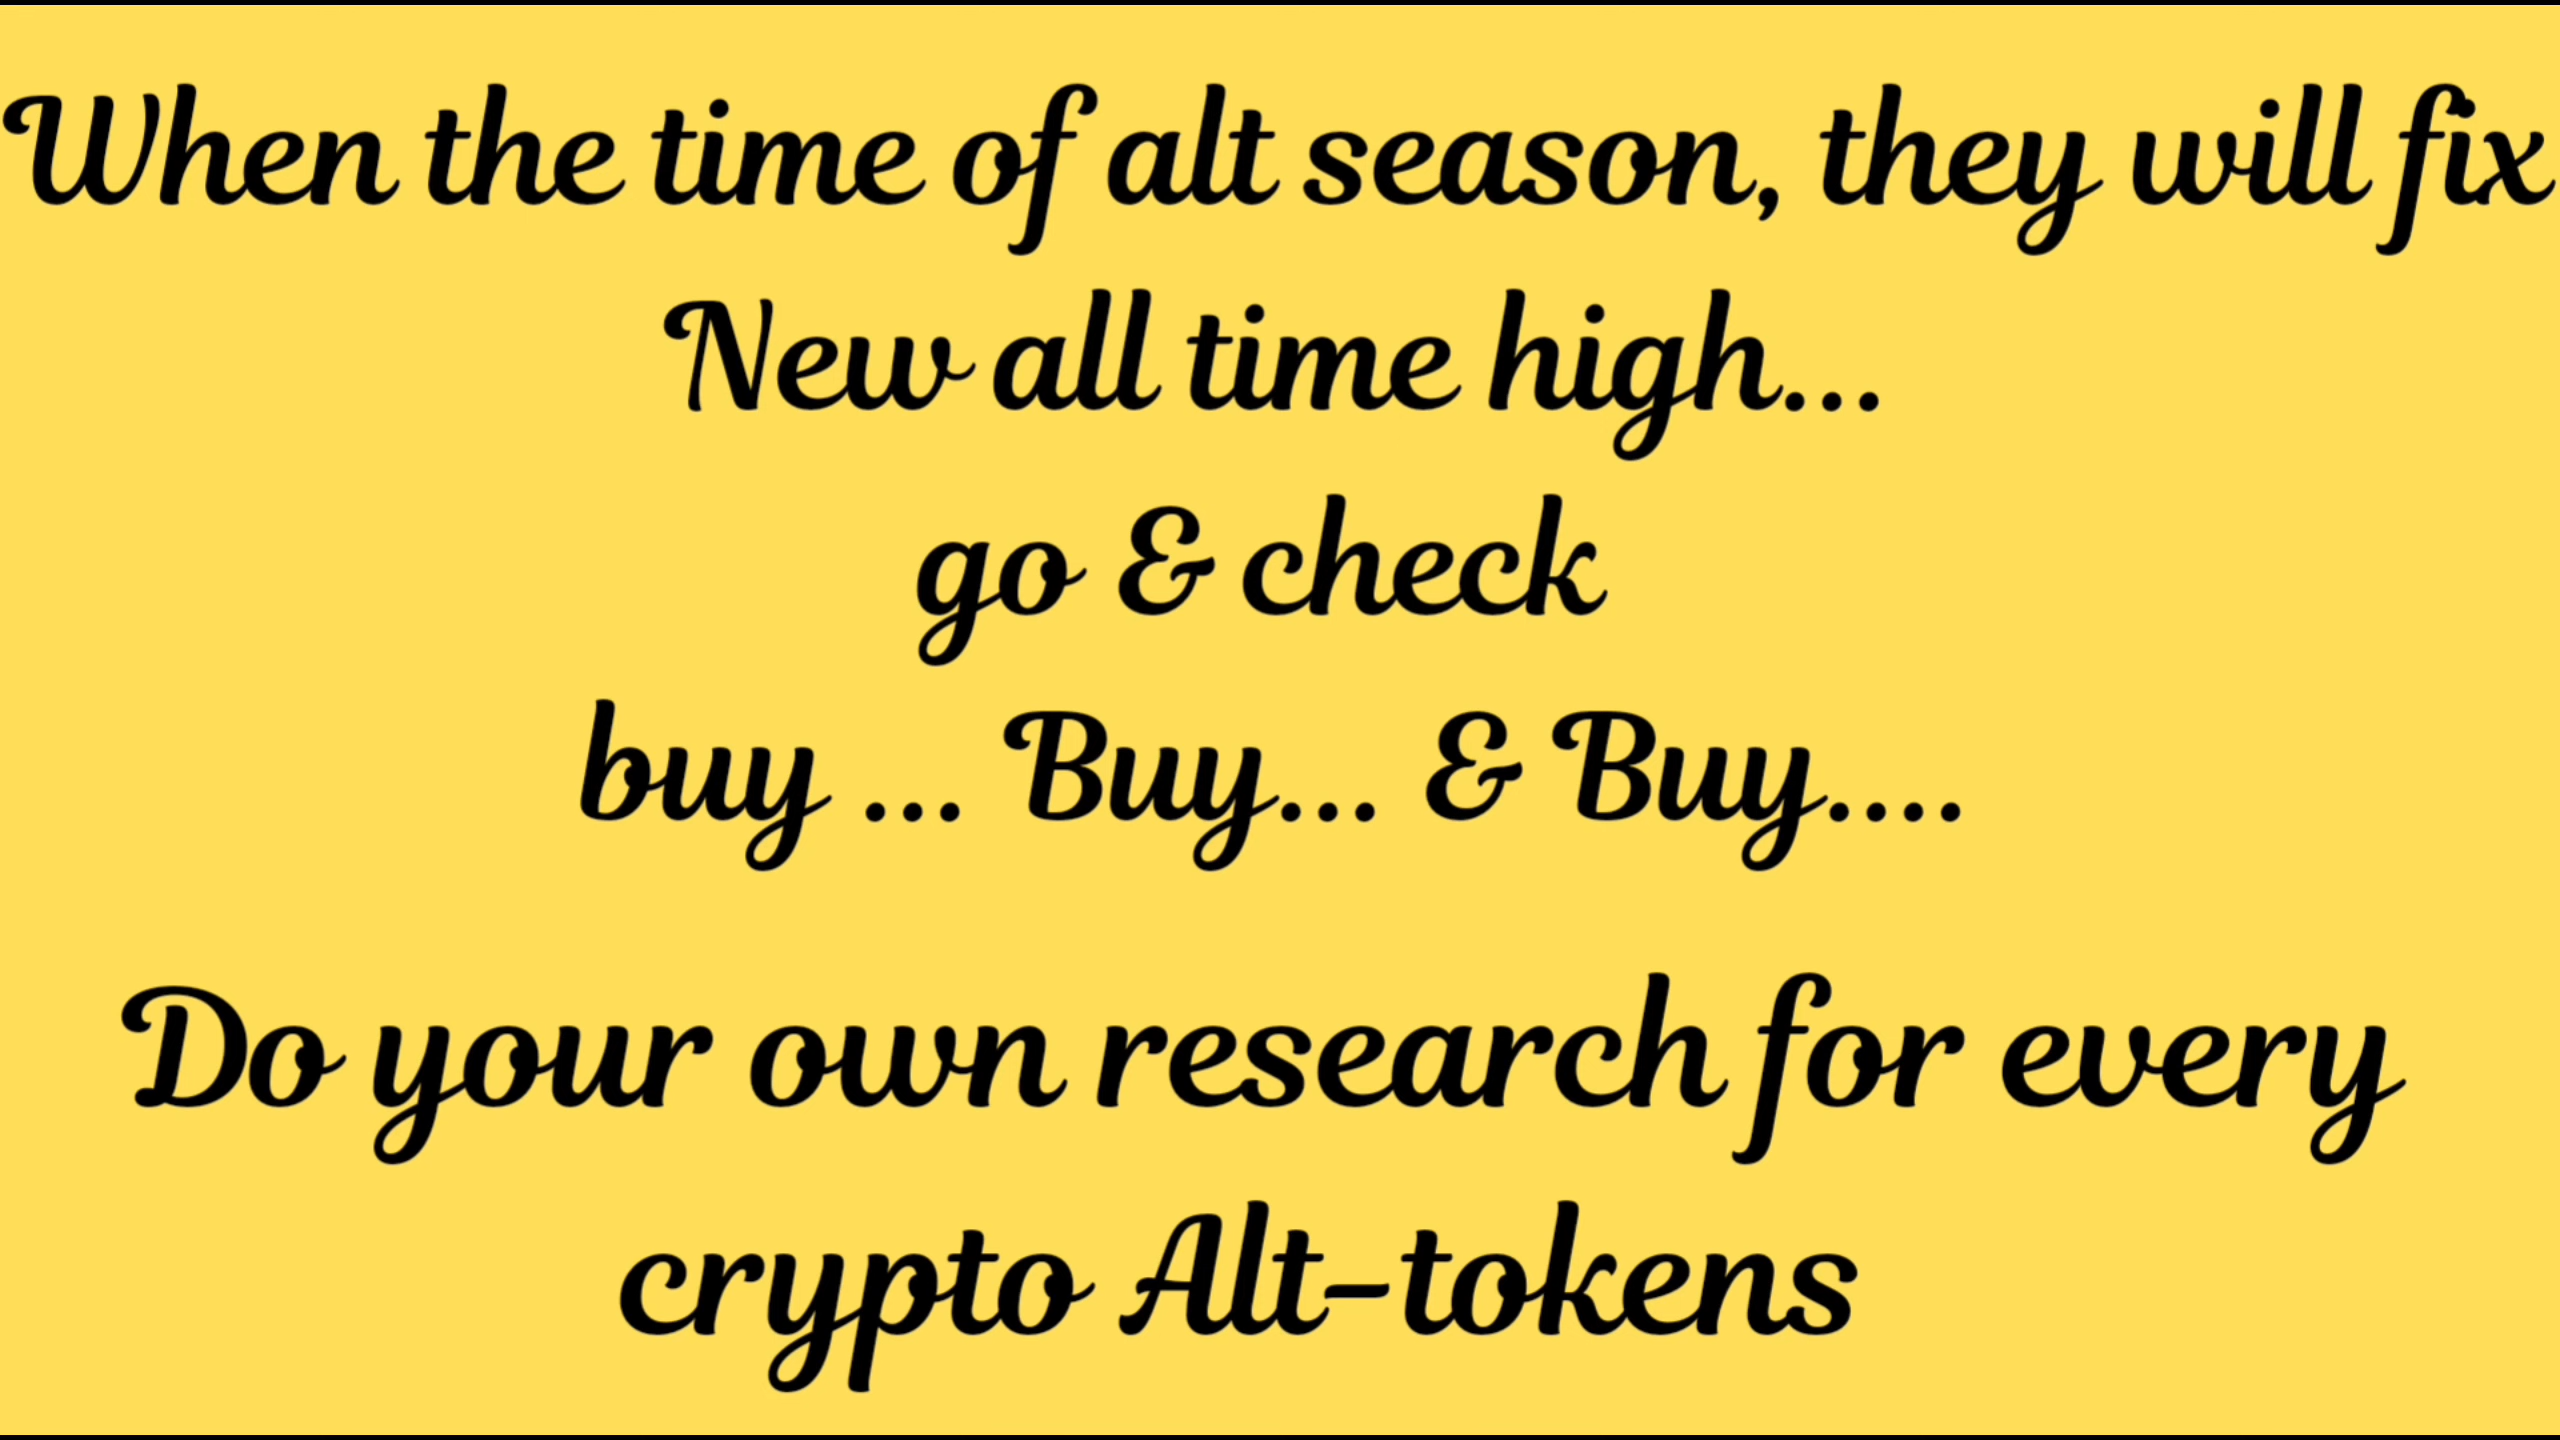 When the time of alt season, they will fix
New all time high...
go & check
buy ... Buy... & Buy....
Do your own research for every
crypto Alt-tokens